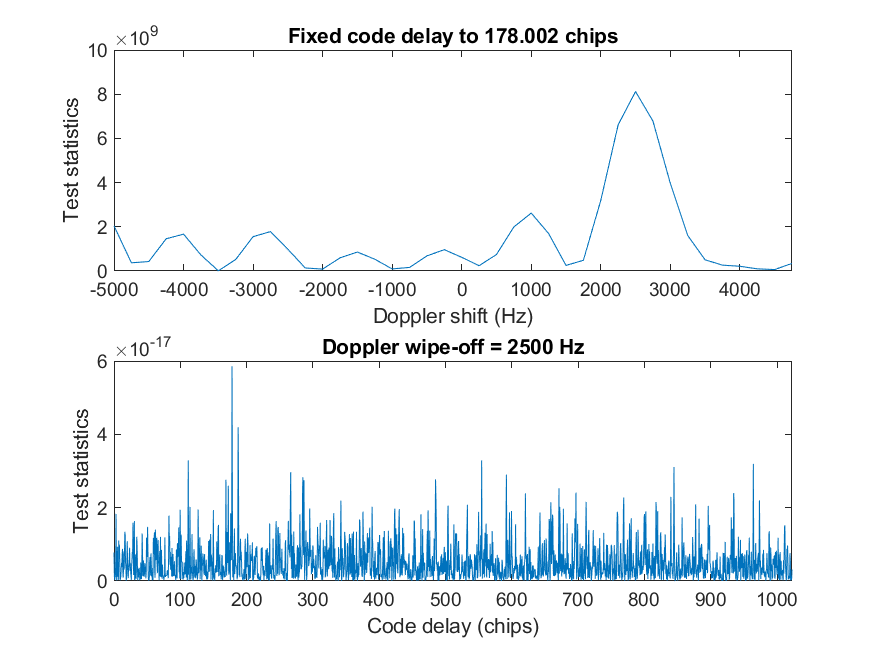 ×10^9
Fixed code delay to 178.002 chips
10
8
6
4
2
0
Test statistics
-5000 -4000 -3000 -2000 -1000 0 1000 2000 3000 4000
Doppler shift (Hz)
×10^-17
Doppler wipe-off = 2500 Hz
6
4
2
0
Test statistics
0 100 200 300 400 500 600 700 800 900 1000
Code delay (chips)